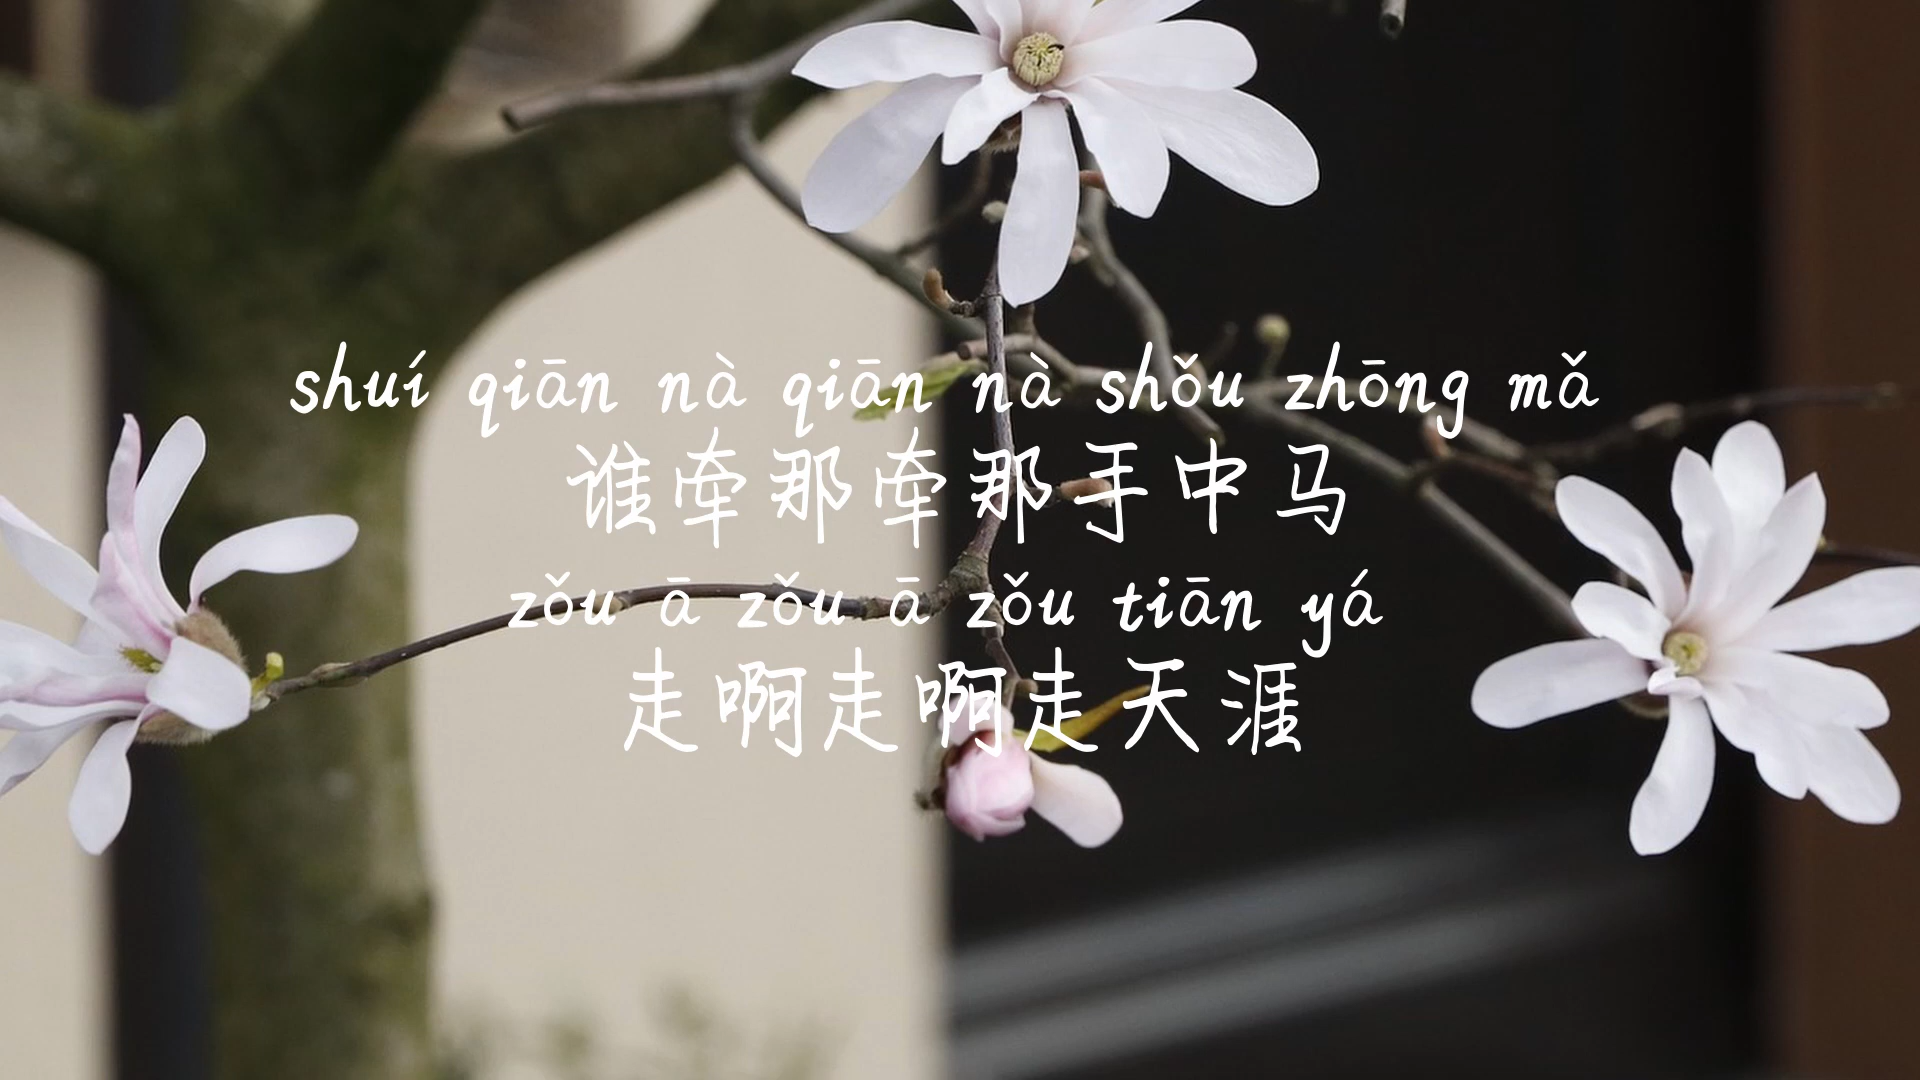 shuí qiān nà qiān nà shǒu zhōng mǎ
谁牵那牵那手中马
zǒu ā zǒu ā zǒu tiān yá
走啊走啊走天涯